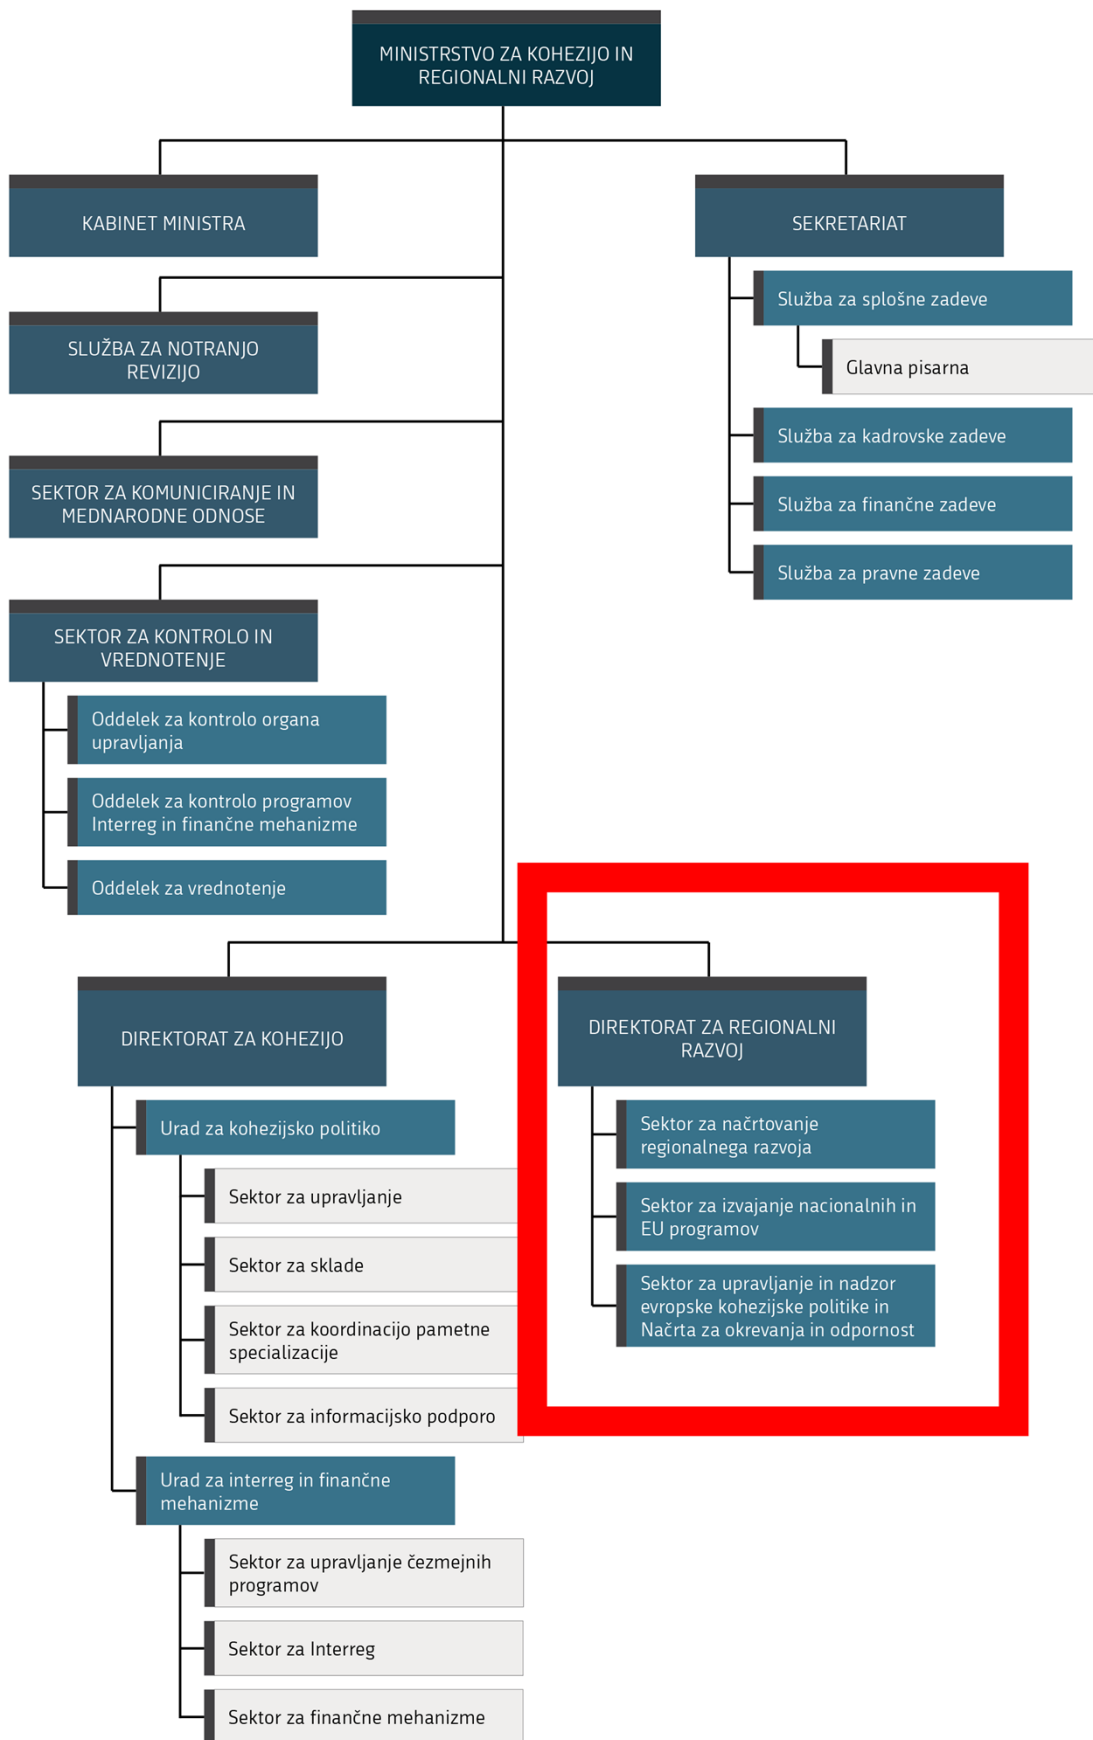 MINISTRSTVO ZA KOHEZIJO IN
REGIONALNI RAZVOJ
KABINET MINISTRA
SEKRETARIAT
Služba za splošne zadeve
Glavna pisarna
Služba za kadrovske zadeve
Služba za finančne zadeve
Služba za pravne zadeve
SLUŽBA ZA NOTRANJO
REVIZIJO
SEKTOR ZA KOMUNICIRANJE IN
MEDNARODNE ODNOSE
SEKTOR ZA KONTROLO IN
VREDNOTENJE
Oddelek za kontrolo organa
upravljanja
Oddelek za kontrolo programov
Interreg in finančne mehanizme
Oddelek za vrednotenje
DIREKTORAT ZA KOHEZIJO
Urad za kohezijsko politiko
Sektor za upravljanje
Sektor za sklade
Sektor za koordinacijo pametne
specializacije
Sektor za informacijsko podporo
Urad za interreg in finančne
mehanizme
Sektor za upravljanje čezmejnih
programov
Sektor za Interreg
Sektor za finančne mehanizme
DIREKTORAT ZA REGIONALNI
RAZVOJ
Sektor za načrtovanje
regionalnega razvoja
Sektor za izvajanje nacionalnih in
EU programov
Sektor za upravljanje in nadzor
evropske kohezijske politike in
Načrta za okrevanja in odpornost